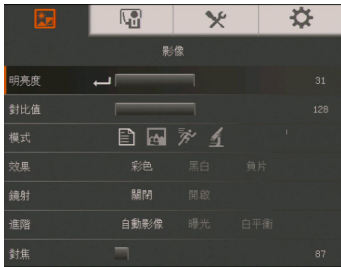 影像
明亮度 31
對比值 128
模式
效果 彩色 黑白 負片
鏡射 關閉 開啟
進階 自動影像 曝光 白平衡
對焦 87